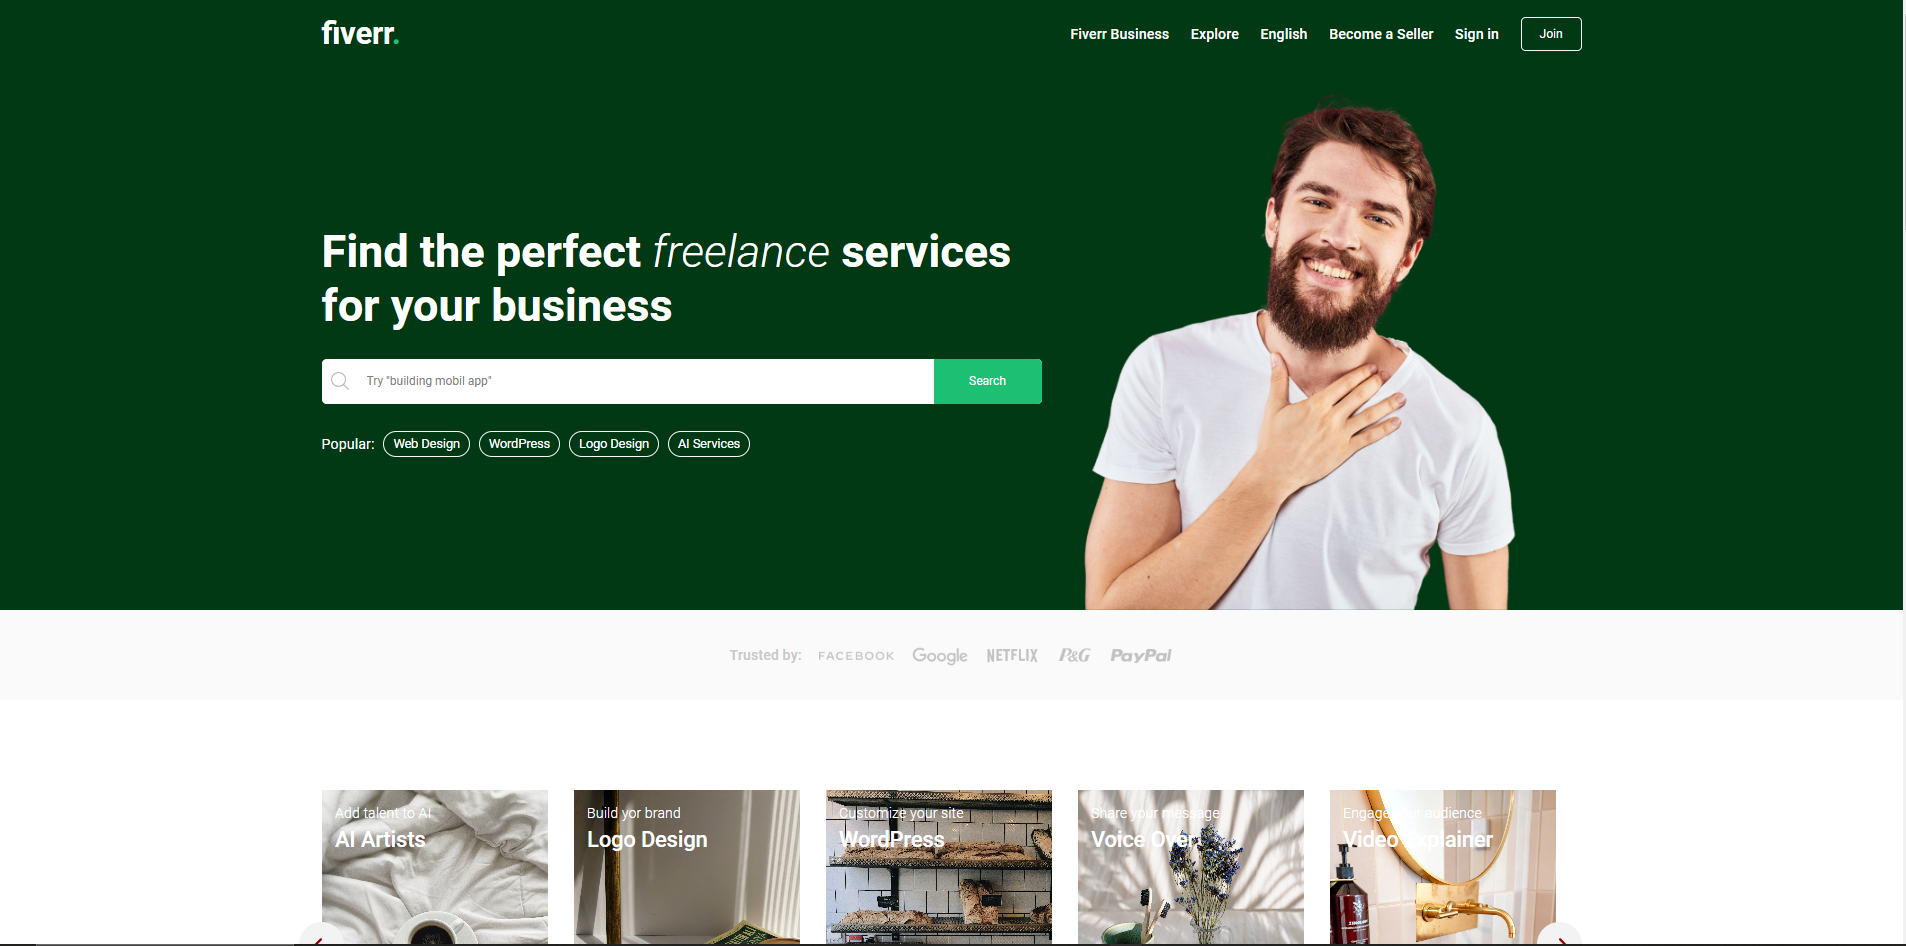 fiverr.
Fiverr Business
Explore
English
Become a Seller
Sign in
Join
Find the perfect freelance services
for your business
Try "building mobil app"
Search
Popular:
Web Design
WordPress
Logo Design
AI Services
Trusted by:
FACEBOOK
Google
NETFLIX
P&G
PayPal
Add talent to AI
AI Artists
Build yor brand
Logo Design
Customize your site
WordPress
Share your message
Voice Over
Engage your audience
Video Explainer